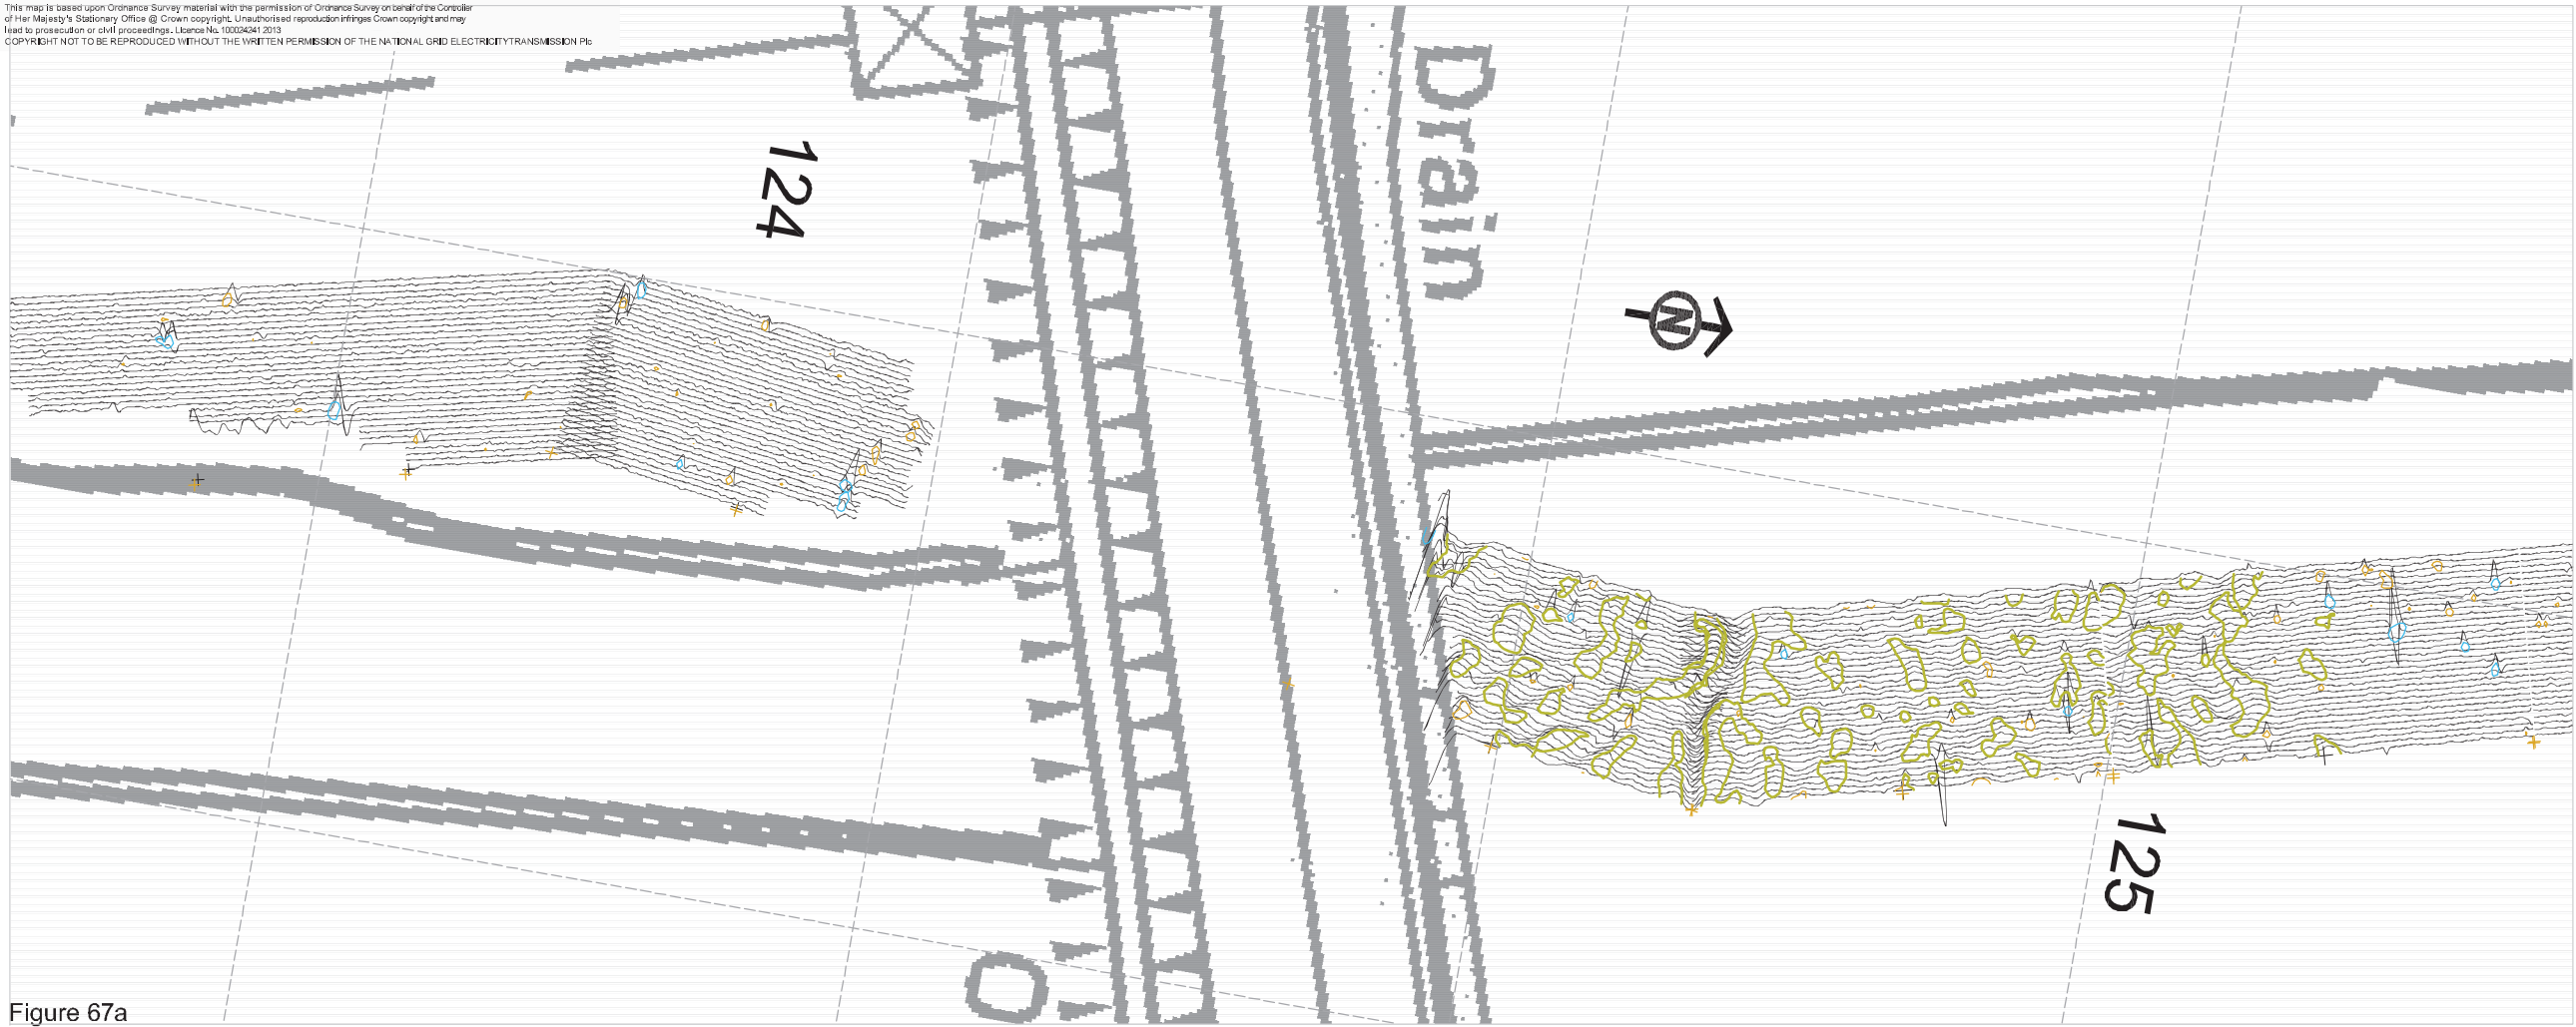 This map is based upon Ordnance Survey material with the permission of Ordnance Survey on behalf of the Controller
of Her Majesty's Stationary Office @ Crown copyright. Unauthorised reproduction infringes Crown copyright and may
lead to prosecution or civil proceedings. Licence No. 100024241 2013
COPYRIGHT NOT TO BE REPRODUCED WITHOUT THE WRITTEN PERMISSION OF THE NATIONAL GRID ELECTRICITYTRANSMISSION Plc
124
Drain
N
125
O
Figure 67a